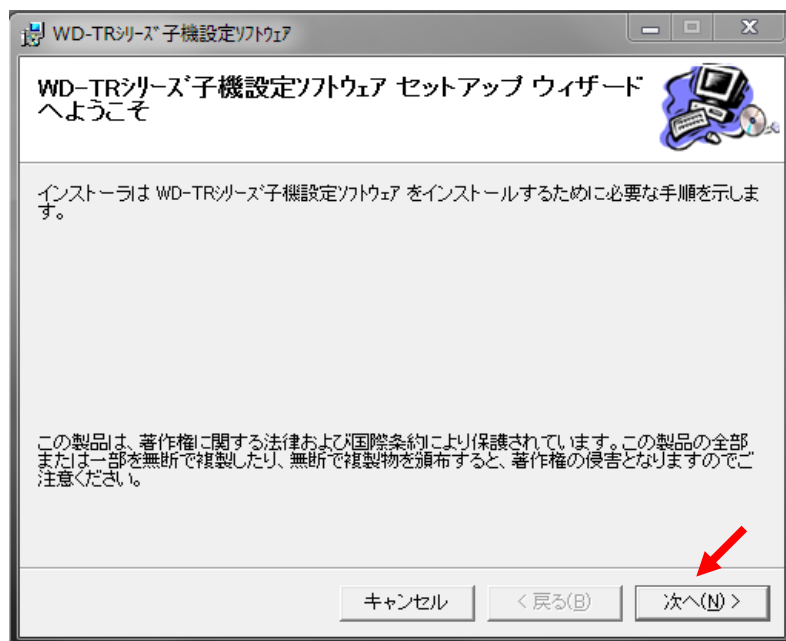 WD-TRｼﾘｰｽﾞ子機設定ｿﾌﾄｳｪｱ
WD-TRｼﾘｰｽﾞ子機設定ｿﾌﾄｳｪｱ セットアップ ウィザード
へようこそ
インストーラは WD-TRｼﾘｰｽﾞ子機設定ｿﾌﾄｳｪｱ をインストールするために必要な手順を示しま
す。
この製品は、著作権に関する法律および国際条約により保護されています。この製品の全部
または一部を無断で複製したり、無断で複製物を頒布すると、著作権の侵害となりますのでご
注意ください。
キャンセル < 戻る(B) 次へ(N) >